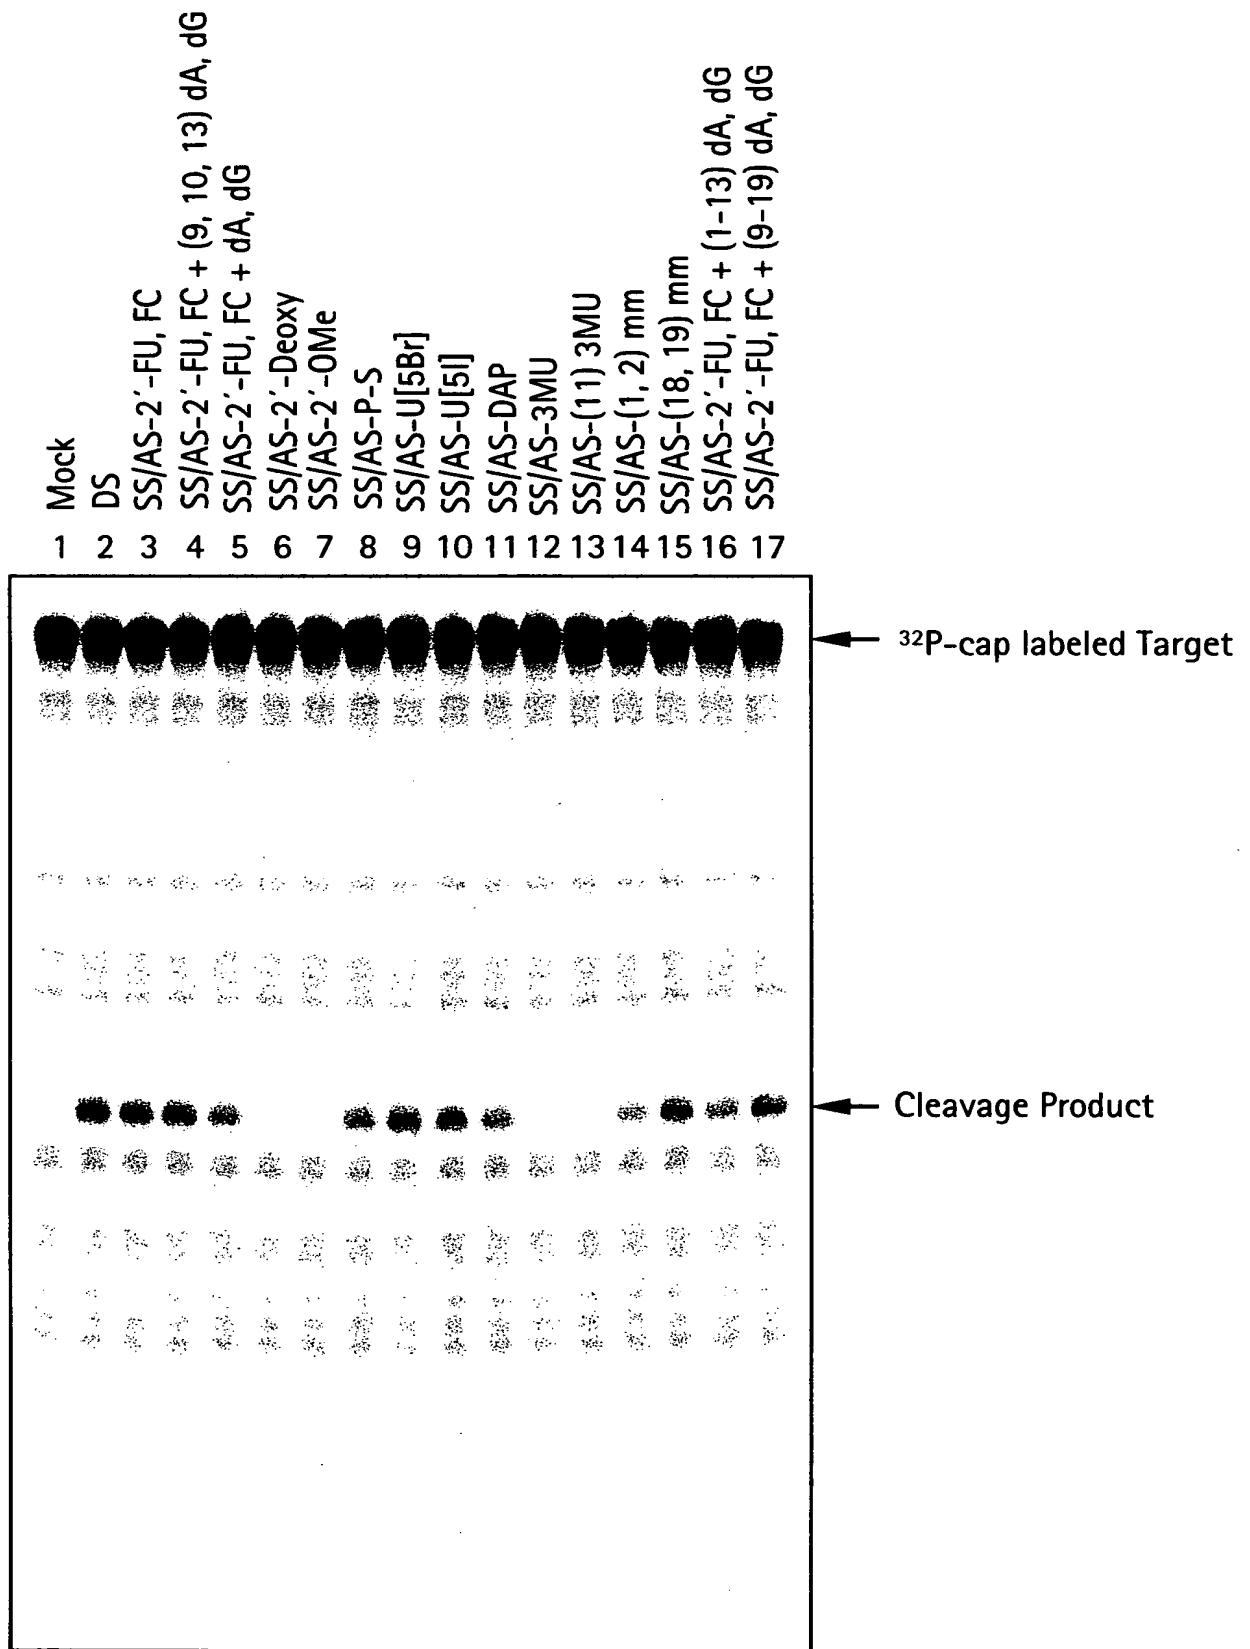 Mock
DS
SS/AS-2′-FU, FC
SS/AS-2′-FU, FC + (9, 10, 13) dA, dG
SS/AS-2′-FU, FC + dA, dG
SS/AS-2′-Deoxy
SS/AS-2′-OMe
SS/AS-P-S
SS/AS-U[5Br]
SS/AS-U[5I]
SS/AS-DAP
SS/AS-3MU
SS/AS-(11) 3MU
SS/AS-(1, 2) mm
SS/AS-(18, 19) mm
SS/AS-2′-FU, FC + (1-13) dA, dG
SS/AS-2′-FU, FC + (9-19) dA, dG
1 2 3 4 5 6 7 8 9 10 11 12 13 14 15 16 17
³²P-cap labeled Target
Cleavage Product